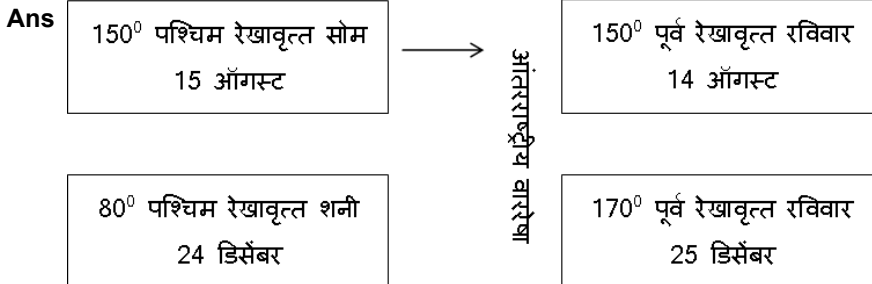 Ans
150⁰ पश्चिम रेखावृत्त सोम
15 ऑगस्ट
150⁰ पूर्व रेखावृत्त रविवार
14 ऑगस्ट
आंतरराष्ट्रीय वाररेषा
80⁰ पश्चिम रेखावृत्त शनी
24 डिसेंबर
170⁰ पूर्व रेखावृत्त रविवार
25 डिसेंबर